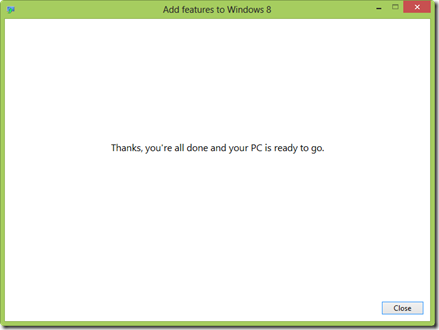 Add features to Windows 8
Thanks, you're all done and your PC is ready to go.
Close